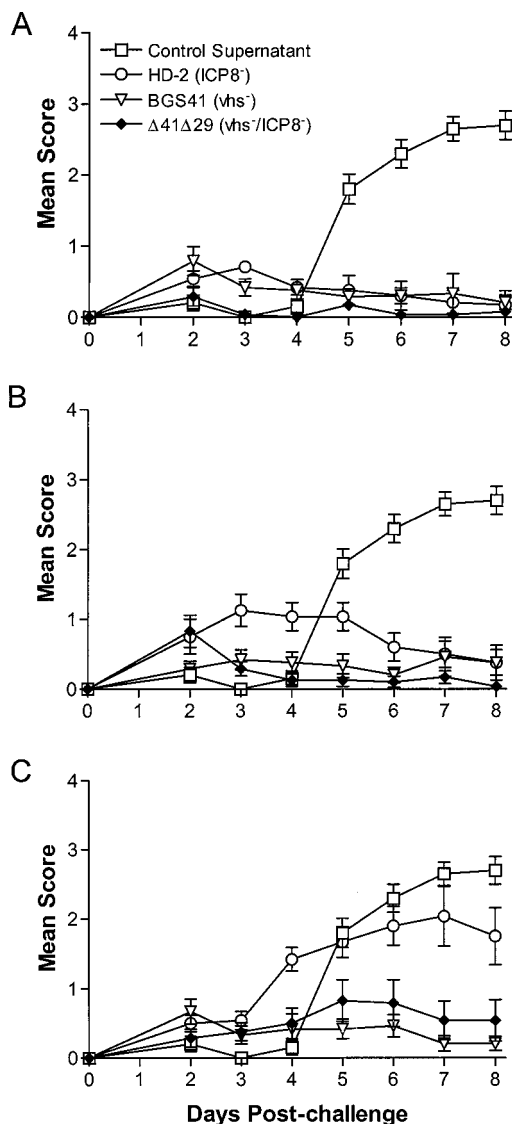 A
Control Supernatant
HD-2 (ICP8⁻)
BGS41 (vhs⁻)
Δ41Δ29 (vhs⁻/ICP8⁻)
Mean Score
4
3
2
1
0
0 1 2 3 4 5 6 7 8
B
Mean Score
4
3
2
1
0
0 1 2 3 4 5 6 7 8
C
Mean Score
4
3
2
1
0
0 1 2 3 4 5 6 7 8
Days Post-challenge